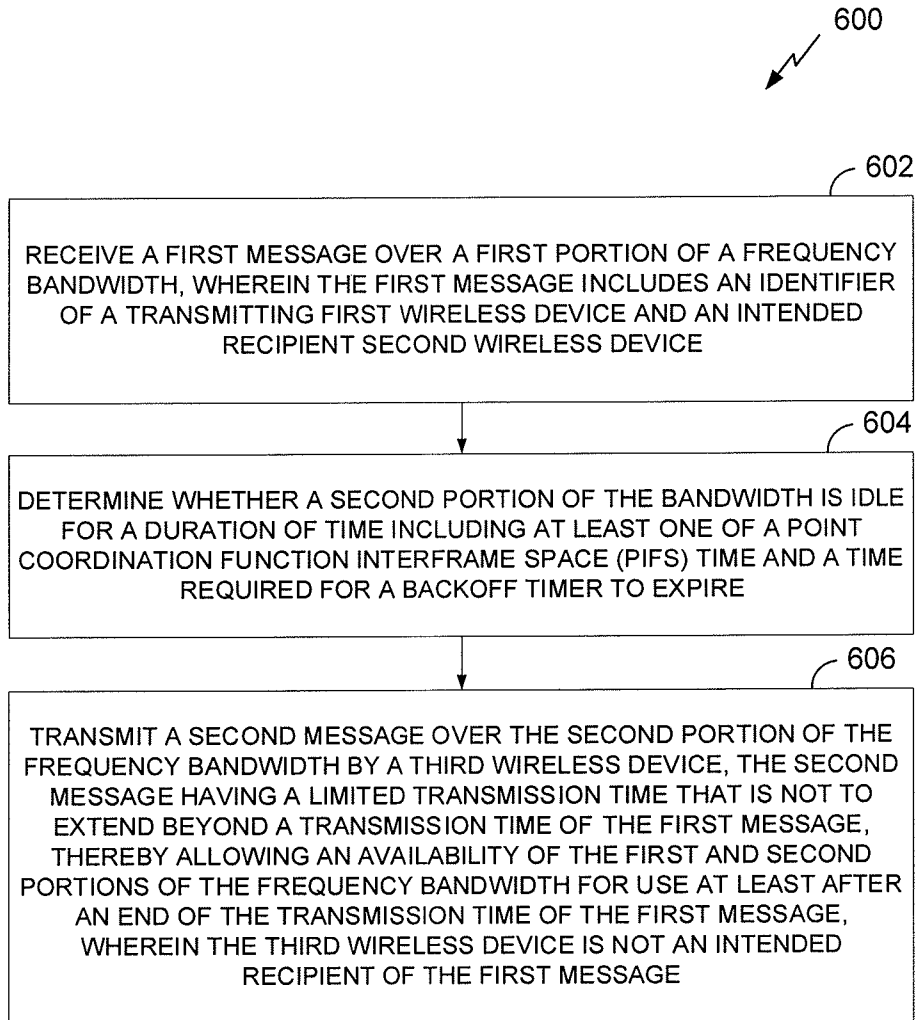 600
602
RECEIVE A FIRST MESSAGE OVER A FIRST PORTION OF A FREQUENCY
BANDWIDTH, WHEREIN THE FIRST MESSAGE INCLUDES AN IDENTIFIER
OF A TRANSMITTING FIRST WIRELESS DEVICE AND AN INTENDED
RECIPIENT SECOND WIRELESS DEVICE
604
DETERMINE WHETHER A SECOND PORTION OF THE BANDWIDTH IS IDLE
FOR A DURATION OF TIME INCLUDING AT LEAST ONE OF A POINT
COORDINATION FUNCTION INTERFRAME SPACE (PIFS) TIME AND A TIME
REQUIRED FOR A BACKOFF TIMER TO EXPIRE
606
TRANSMIT A SECOND MESSAGE OVER THE SECOND PORTION OF THE
FREQUENCY BANDWIDTH BY A THIRD WIRELESS DEVICE, THE SECOND
MESSAGE HAVING A LIMITED TRANSMISSION TIME THAT IS NOT TO
EXTEND BEYOND A TRANSMISSION TIME OF THE FIRST MESSAGE,
THEREBY ALLOWING AN AVAILABILITY OF THE FIRST AND SECOND
PORTIONS OF THE FREQUENCY BANDWIDTH FOR USE AT LEAST AFTER
AN END OF THE TRANSMISSION TIME OF THE FIRST MESSAGE,
WHEREIN THE THIRD WIRELESS DEVICE IS NOT AN INTENDED
RECIPIENT OF THE FIRST MESSAGE